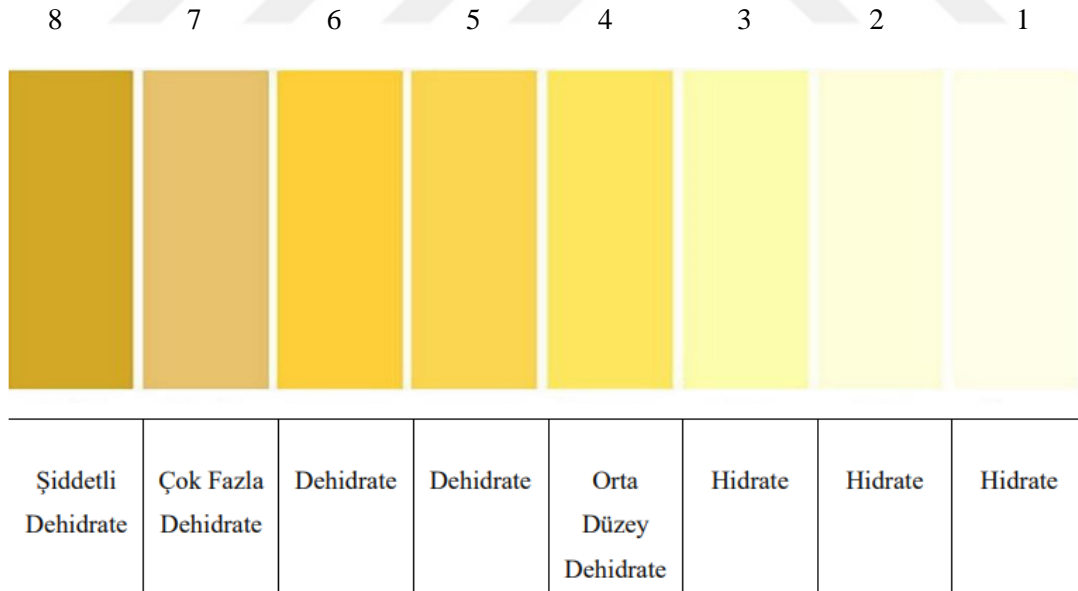 8 7 6 5 4 3 2 1
Şiddetli Dehidrate
Çok Fazla Dehidrate
Dehidrate
Dehidrate
Orta Düzey Dehidrate
Hidrate
Hidrate
Hidrate